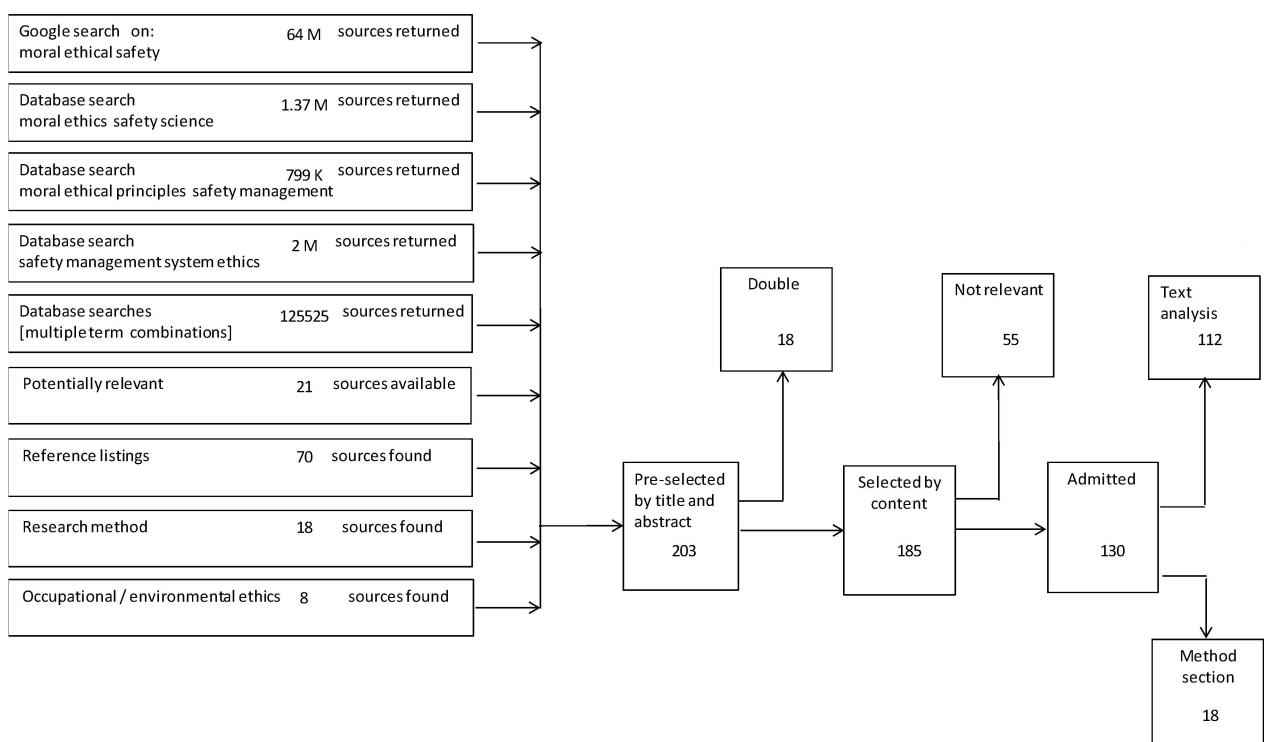 Google search on: 64 M sources returned
moral ethical safety
Database search 1.37 M sources returned
moral ethics safety science
Database search 799 K sources returned
moral ethical principles safety management
Database search 2 M sources returned
safety management system ethics
Database searches 125525 sources returned
[multiple term combinations]
Potentially relevant 21 sources available
Reference listings 70 sources found
Research method 18 sources found
Occupational / environmental ethics 8 sources found
Pre-selected
by title and
abstract
203
Double
18
Selected by
content
185
Not relevant
55
Admitted
130
Text
analysis
112
Method
section
18